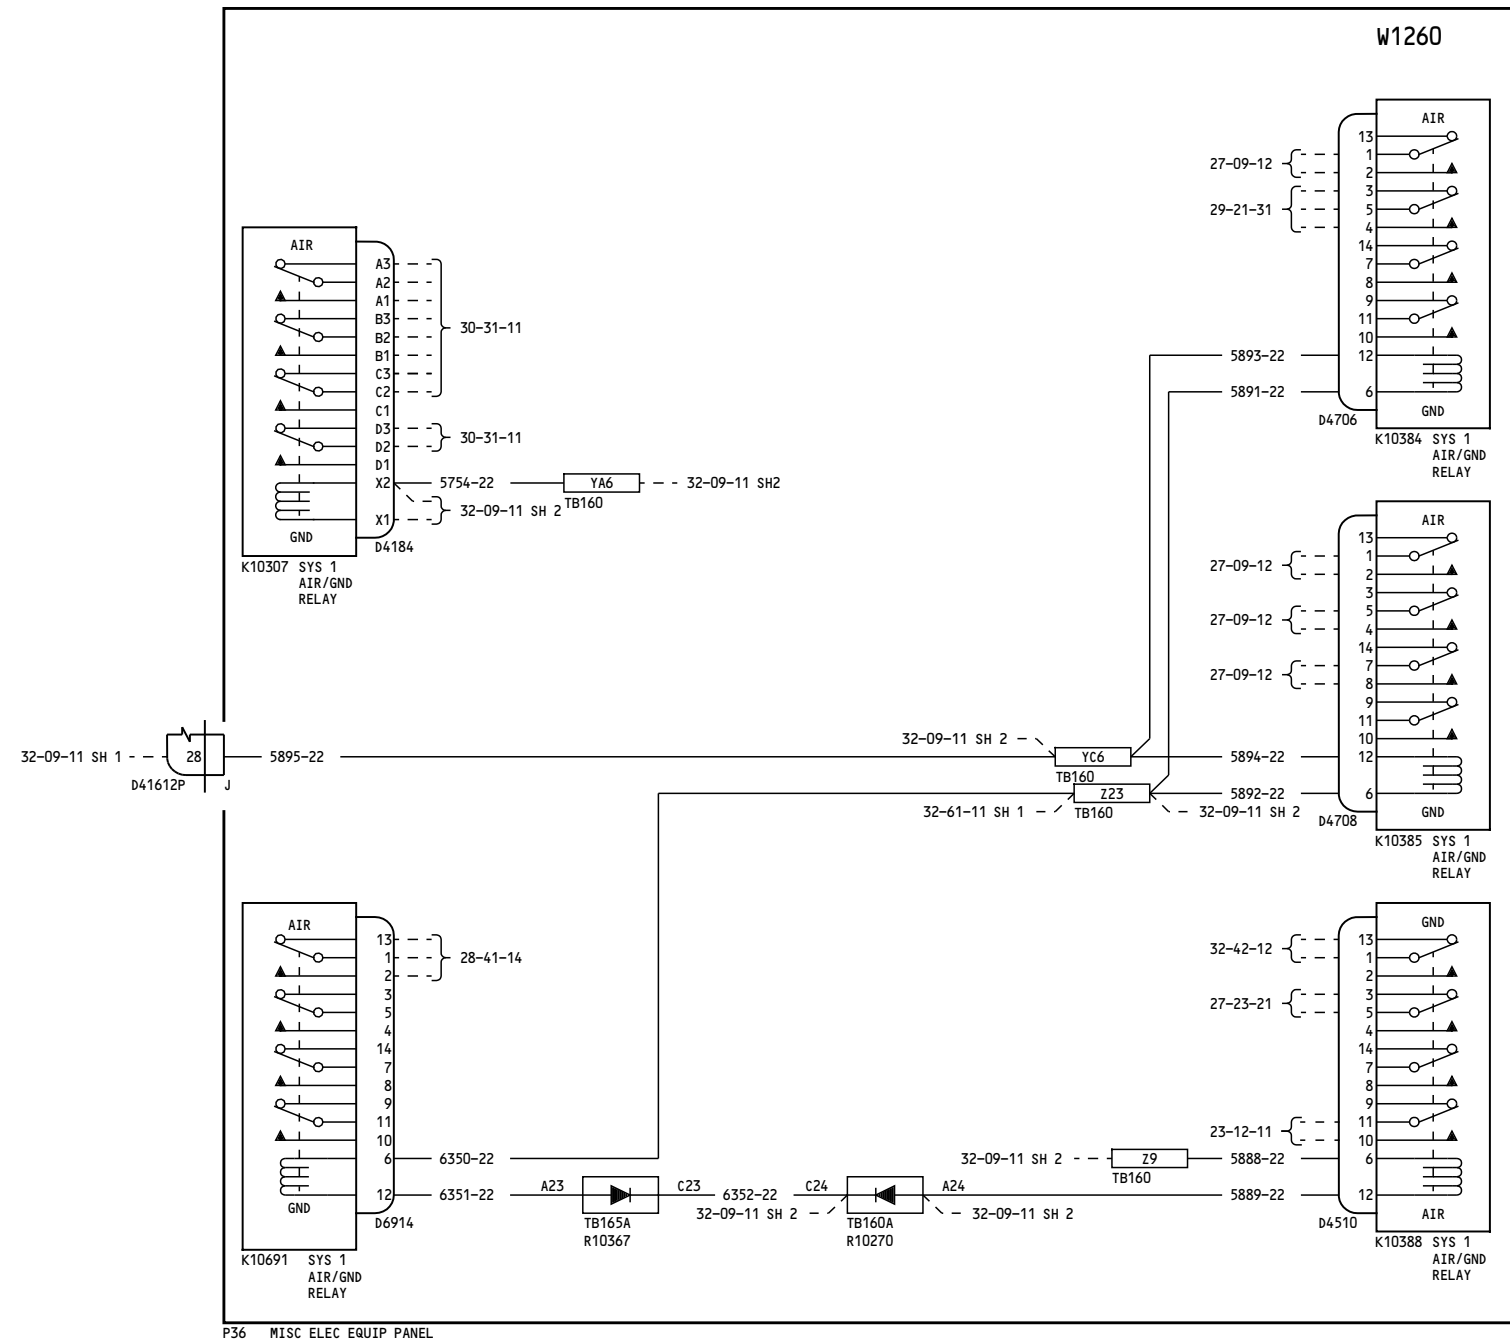 W1260
AIR
13
1
2
3
5
4
14
7
8
9
11
10
12
6
GND
27-09-12
29-21-31
5893-22
5891-22
D4706
K10384 SYS 1
AIR/GND
RELAY
AIR
A3
A2
A1
B3
B2
B1
C3
C2
C1
D3
D2
D1
X2
X1
GND
30-31-11
30-31-11
5754-22
YA6
TB160
32-09-11 SH2
32-09-11 SH 2
D4184
K10307 SYS 1
AIR/GND
RELAY
AIR
13
1
2
3
5
4
14
7
8
9
11
10
12
6
GND
27-09-12
27-09-12
27-09-12
5894-22
5892-22
D4708
K10385 SYS 1
AIR/GND
RELAY
32-09-11 SH 1
28
D41612P
J
5895-22
32-09-11 SH 2
YC6
TB160
Z23
TB160
32-61-11 SH 1
32-09-11 SH 2
AIR
13
1
2
3
5
4
14
7
8
9
11
10
6
12
GND
28-41-14
6350-22
6351-22
D6914
K10691 SYS 1
AIR/GND
RELAY
A23
TB165A
R10367
C23
6352-22
C24
32-09-11 SH 2
TB160A
R10270
A24
32-09-11 SH 2
32-09-11 SH 2
Z9
TB160
5888-22
5889-22
GND
13
1
2
3
5
4
14
7
8
9
11
10
6
12
AIR
32-42-12
27-23-21
23-12-11
D4510
K10388 SYS 1
AIR/GND
RELAY
P36 MISC ELEC EQUIP PANEL